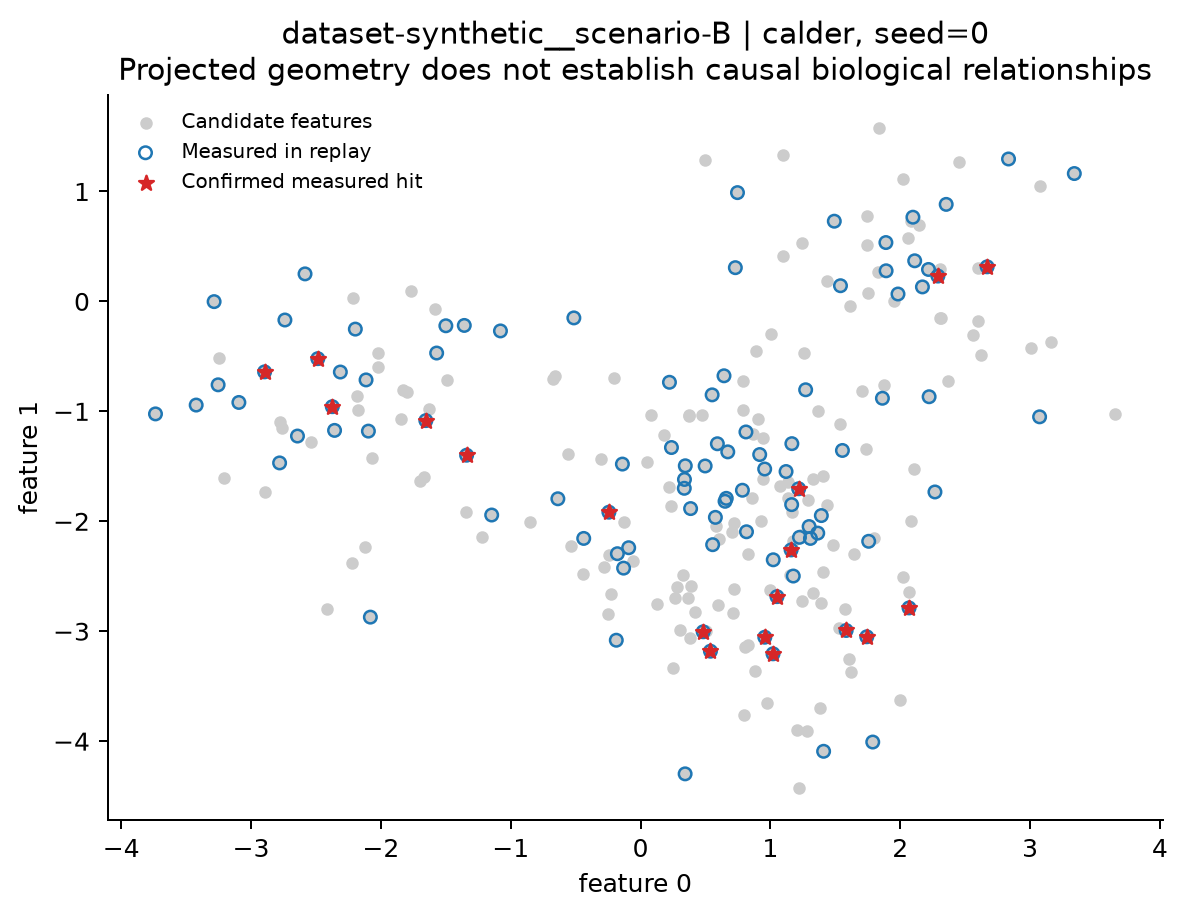 dataset-synthetic__scenario-B | calder, seed=0
Projected geometry does not establish causal biological relationships
Candidate features
Measured in replay
Confirmed measured hit
1
0
−1
−2
−3
−4
feature 1
−4 −3 −2 −1 0 1 2 3 4
feature 0